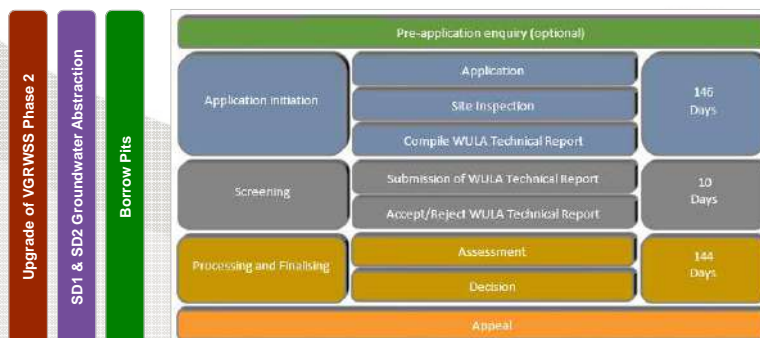 Upgrade of VGRWSS Phase 2
SD1 & SD2 Groundwater Abstraction
Borrow Pits
Pre-application enquiry (optional)
Application Initiation
Application
Site Inspection
Compile WULA Technical Report
146
Days
Screening
Submission of WULA Technical Report
Accept/Reject WULA Technical Report
10
Days
Processing and Finalising
Assessment
Decision
144
Days
Appeal